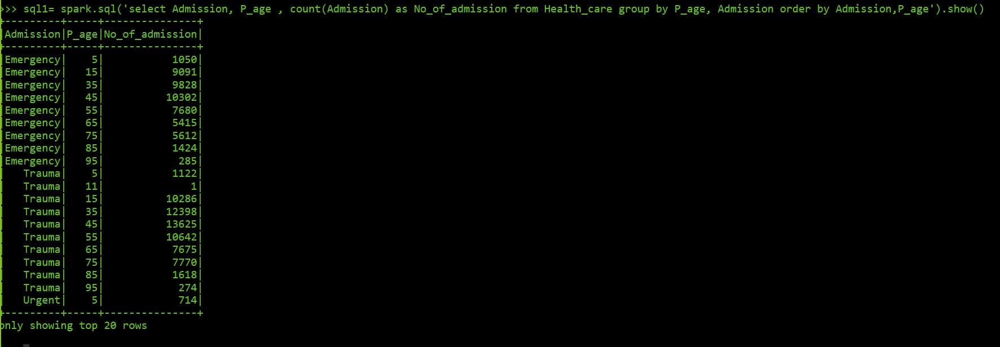 >>> sql1= spark.sql('select Admission, P_age , count(Admission) as No_of_admission from Health_care group by P_age, Admission order by Admission,P_age').show()
+---------+-----+---------------+
|Admission|P_age|No_of_admission|
+---------+-----+---------------+
|Emergency|    5|           1050|
|Emergency|   15|           9091|
|Emergency|   35|           9828|
|Emergency|   45|          10302|
|Emergency|   55|           7680|
|Emergency|   65|           5415|
|Emergency|   75|           5612|
|Emergency|   85|           1424|
|Emergency|   95|            285|
|   Trauma|    5|           1122|
|   Trauma|   11|              1|
|   Trauma|   15|          10286|
|   Trauma|   35|          12398|
|   Trauma|   45|          13625|
|   Trauma|   55|          10642|
|   Trauma|   65|           7675|
|   Trauma|   75|           7770|
|   Trauma|   85|           1618|
|   Trauma|   95|            274|
|   Urgent|    5|            714|
+---------+-----+---------------+
only showing top 20 rows